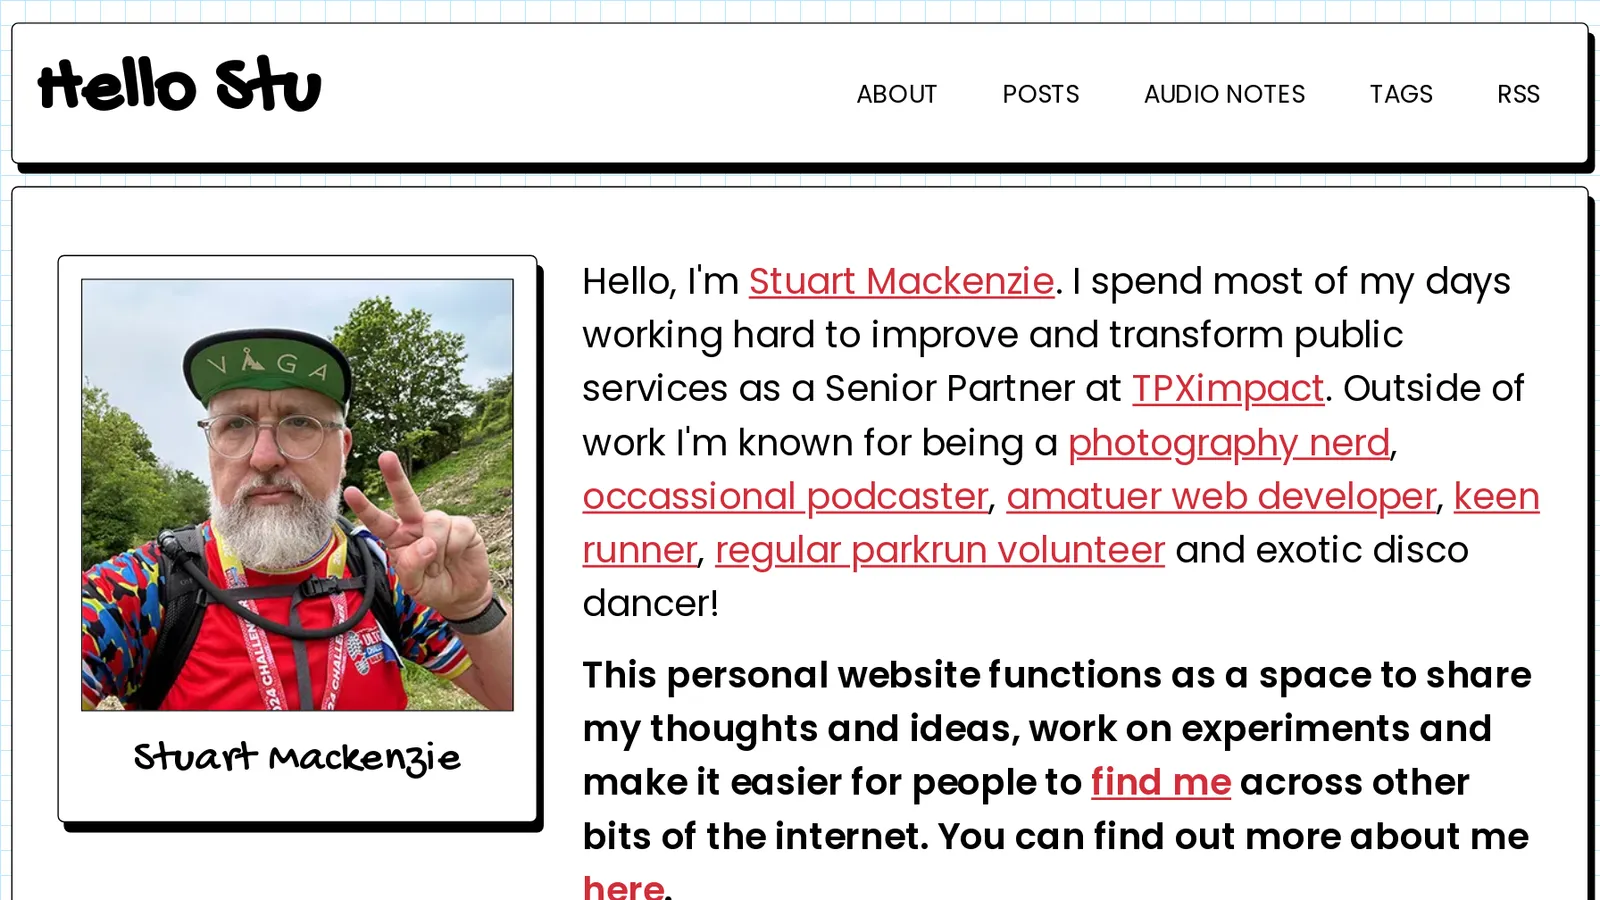 Hello Stu
ABOUT POSTS AUDIO NOTES TAGS RSS
VAGA
2024 CHALLENGER
2024 CHALLENGER
Stuart Mackenzie
Hello, I'm Stuart Mackenzie. I spend most of my days
working hard to improve and transform public
services as a Senior Partner at TPXimpact. Outside of
work I'm known for being a photography nerd,
occassional podcaster, amatuer web developer, keen
runner, regular parkrun volunteer and exotic disco
dancer!
This personal website functions as a space to share
my thoughts and ideas, work on experiments and
make it easier for people to find me across other
bits of the internet. You can find out more about me
here.